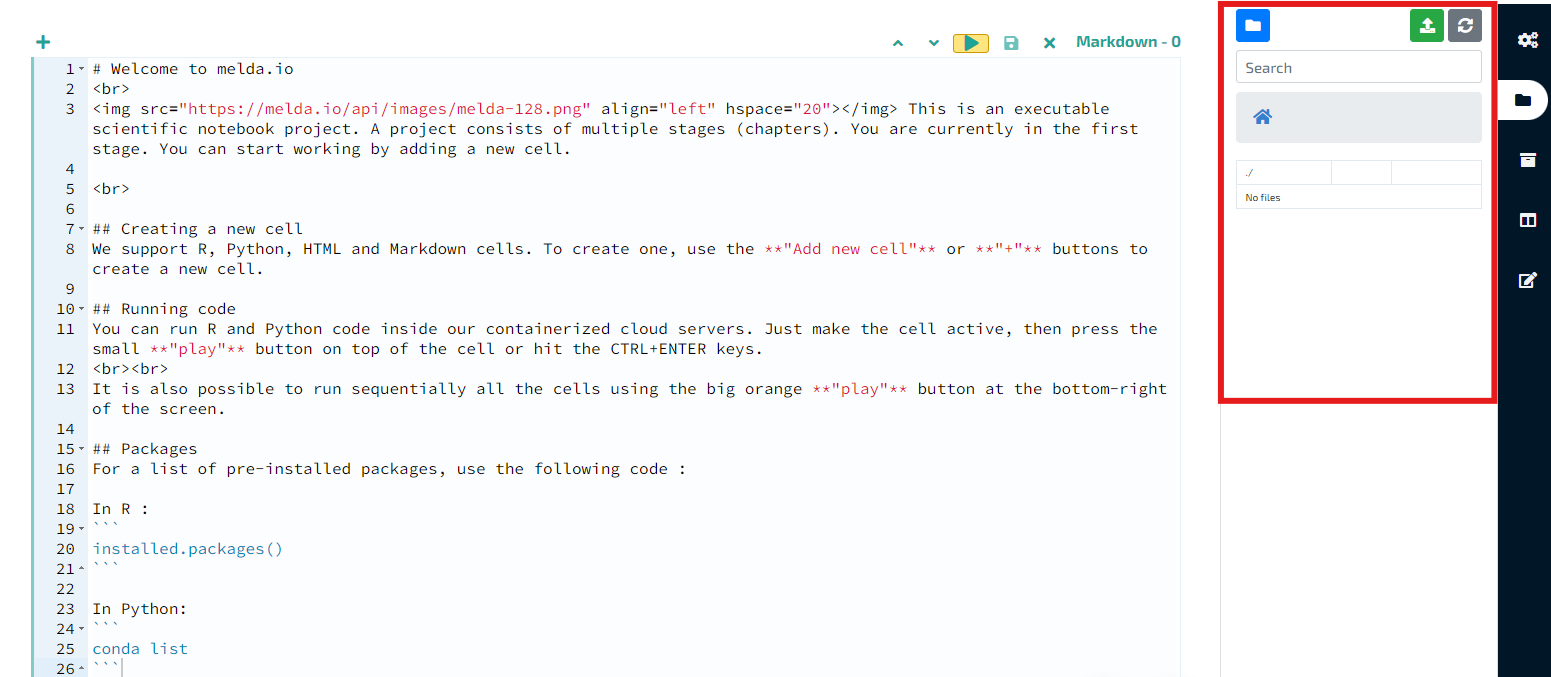 Markdown - 0
1 # Welcome to melda.io
2 <br>
3 <img src="https://melda.io/api/images/melda-128.png" align="left" hspace="20"></img> This is an executable
scientific notebook project. A project consists of multiple stages (chapters). You are currently in the first
stage. You can start working by adding a new cell.
4
5 <br>
6
7 ## Creating a new cell
8 We support R, Python, HTML and Markdown cells. To create one, use the **"Add new cell"** or **"+"** buttons to
create a new cell.
9
10 ## Running code
11 You can run R and Python code inside our containerized cloud servers. Just make the cell active, then press the
small **"play"** button on top of the cell or hit the CTRL+ENTER keys.
12 <br><br>
13 It is also possible to run sequentially all the cells using the big orange **"play"** button at the bottom-right
of the screen.
14
15 ## Packages
16 For a list of pre-installed packages, use the following code :
17
18 In R :
19 ```
20 installed.packages()
21 ```
22
23 In Python:
24 ```
25 conda list
26 ```
Search
./
No files